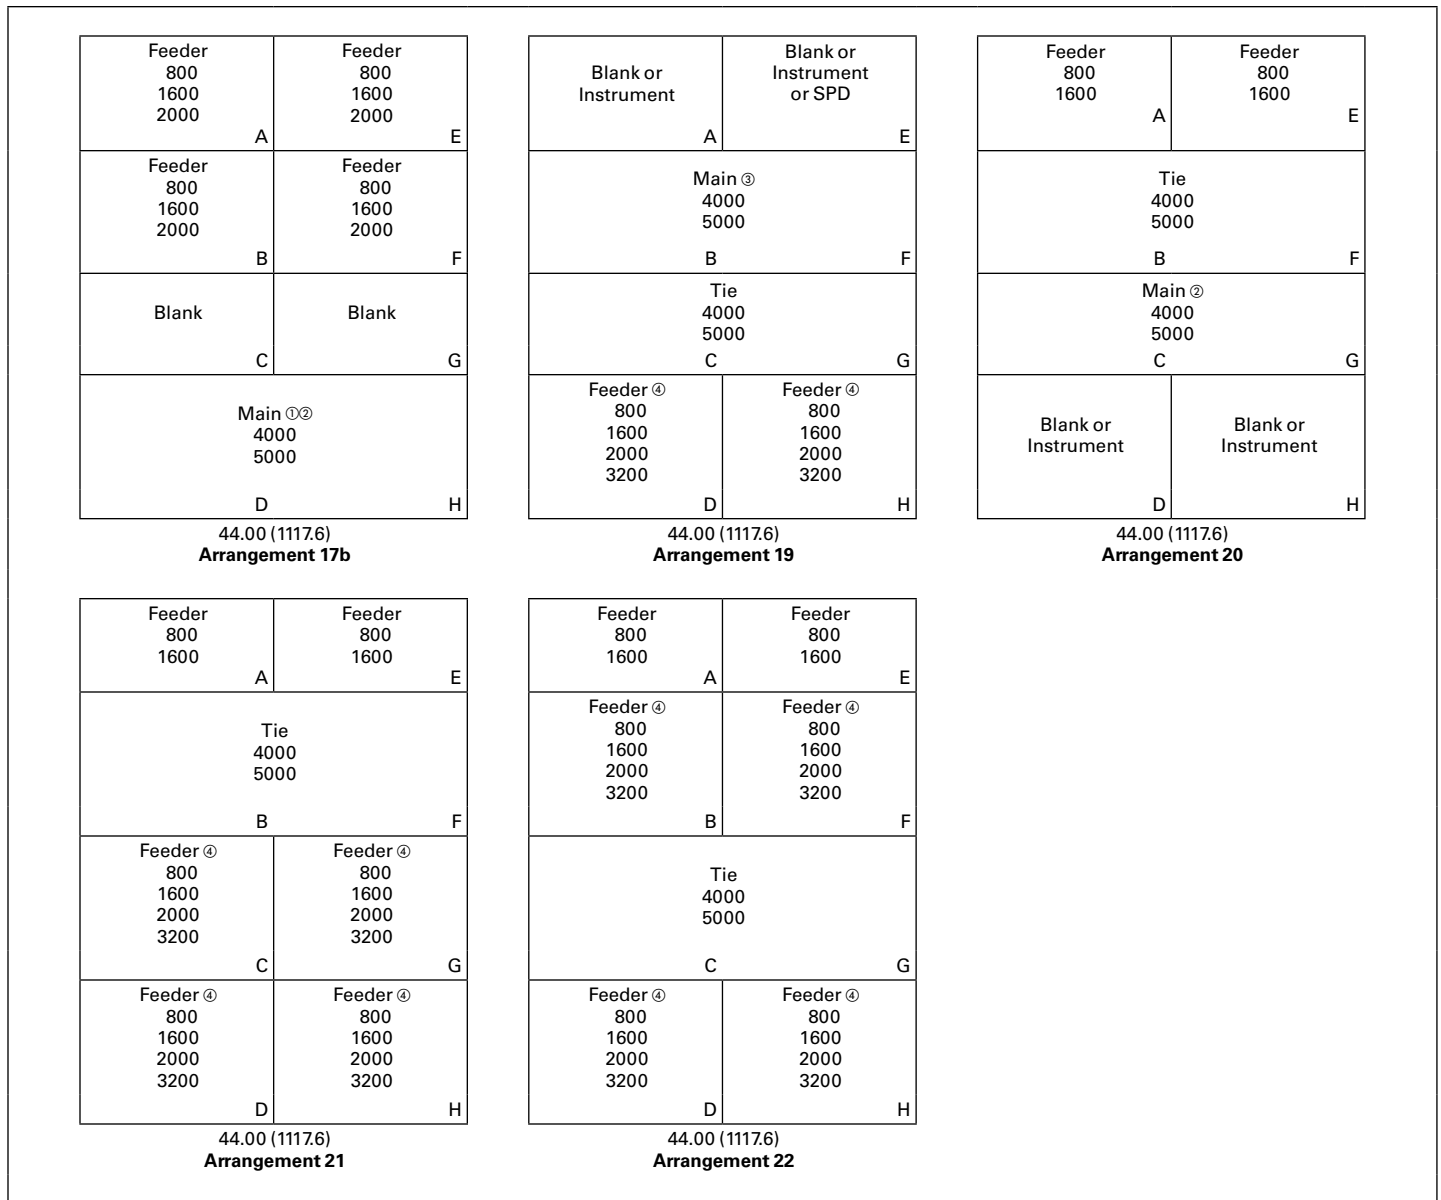 Feeder
800
1600
2000
A
Feeder
800
1600
2000
E
Feeder
800
1600
2000
B
Feeder
800
1600
2000
F
Blank
C
Blank
G
Main ①②
4000
5000
D
H
44.00 (1117.6)
Arrangement 17b
Blank or
Instrument
A
Blank or
Instrument
or SPD
E
Main ③
4000
5000
B
F
Tie
4000
5000
C
G
Feeder ④
800
1600
2000
3200
D
Feeder ④
800
1600
2000
3200
H
44.00 (1117.6)
Arrangement 19
Feeder
800
1600
A
Feeder
800
1600
E
Tie
4000
5000
B
F
Main ②
4000
5000
C
G
Blank or
Instrument
D
Blank or
Instrument
H
44.00 (1117.6)
Arrangement 20
Feeder
800
1600
A
Feeder
800
1600
E
Tie
4000
5000
B
F
Feeder ④
800
1600
2000
3200
C
Feeder ④
800
1600
2000
3200
G
Feeder ④
800
1600
2000
3200
D
Feeder ④
800
1600
2000
3200
H
44.00 (1117.6)
Arrangement 21
Feeder
800
1600
A
Feeder
800
1600
E
Feeder ④
800
1600
2000
3200
B
Feeder ④
800
1600
2000
3200
F
Tie
4000
5000
C
G
Feeder ④
800
1600
2000
3200
D
Feeder ④
800
1600
2000
3200
H
44.00 (1117.6)
Arrangement 22